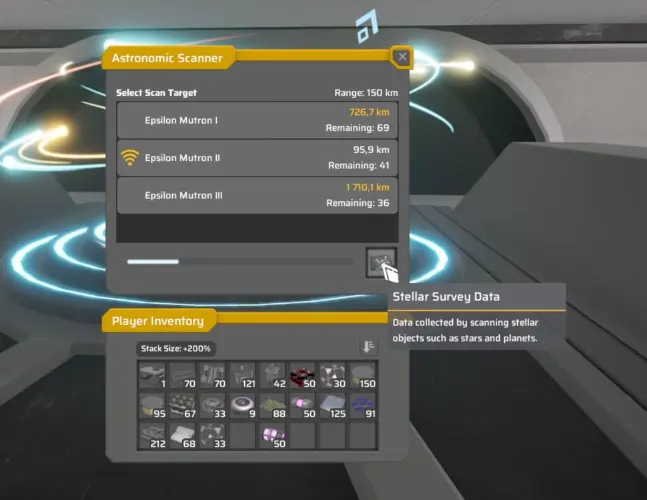 Astronomic Scanner
Select Scan Target Range: 150 km
Epsilon Mutron I 726,7 km
Remaining: 69
Epsilon Mutron II 95,9 km
Remaining: 41
Epsilon Mutron III 1 710,1 km
Remaining: 36
Stellar Survey Data
Data collected by scanning stellar
objects such as stars and planets.
Player Inventory
Stack Size: +200%
1 70 70 121 42 50 30 150
95 67 33 9 88 50 125 91
212 68 33 50